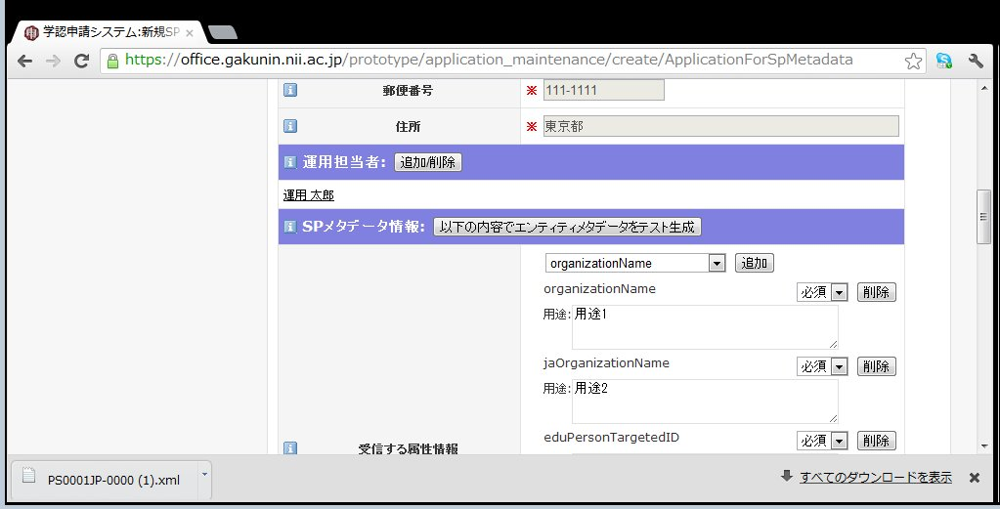 学認申請システム:新規SP
https://office.gakunin.nii.ac.jp/prototype/application_maintenance/create/ApplicationForSpMetadata
郵便番号 ※ 111-1111
住所 ※ 東京都
運用担当者: 追加/削除
運用 太郎
SPメタデータ情報: 以下の内容でエンティティメタデータをテスト生成
organizationName 追加
organizationName 必須 削除
用途: 用途1
jaOrganizationName 必須 削除
用途: 用途2
eduPersonTargetedID 必須 削除
受信する属性情報
PS0001JP-0000 (1).xml すべてのダウンロードを表示